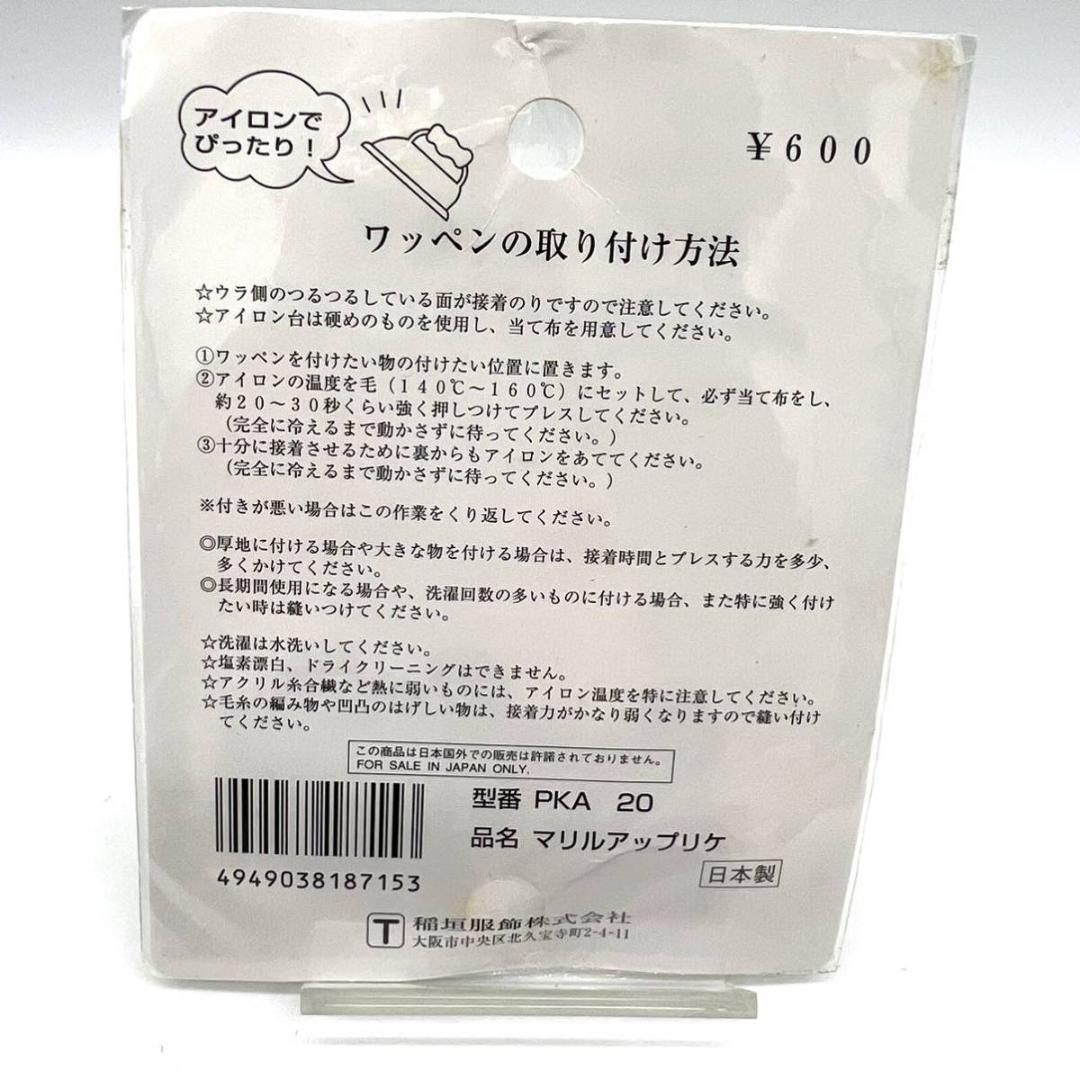 アイロンで
ぴったり！
￥６００
ワッペンの取り付け方法
☆ウラ側のつるつるしている面が接着のりですので注意してください。
☆アイロン台は硬めのものを使用し、当て布を用意してください。
①ワッペンを付けたい物の付けたい位置に置きます。
②アイロンの温度を毛（１４０℃～１６０℃）にセットして、必ず当て布をし、
約２０～３０秒くらい強く押しつけてプレスしてください。
（完全に冷えるまで動かさずに待ってください。）
③十分に接着させるために裏からもアイロンをあててください。
（完全に冷えるまで動かさずに待ってください。）
※付きが悪い場合はこの作業をくり返してください。
◎厚地に付ける場合や大きな物を付ける場合は、接着時間とプレスする力を多少、
多くかけてください。
◎長期間使用になる場合や、洗濯回数の多いものに付ける場合、また特に強く付け
たい時は縫いつけてください。
☆洗濯は水洗いしてください。
☆塩素漂白、ドライクリーニングはできません。
☆アクリル糸合繊など熱に弱いものには、アイロン温度を特に注意してください。
☆毛糸の編み物や凹凸のはげしい物は、接着力がかなり弱くなりますので縫い付け
てください。
この商品は日本国外での販売は許諾されておりません。
FOR SALE IN JAPAN ONLY.
型番 PKA 20
品名 マリルアップリケ
4949038187153
日本製
T 稲垣服飾株式会社
大阪市中央区北久宝寺町2-4-11